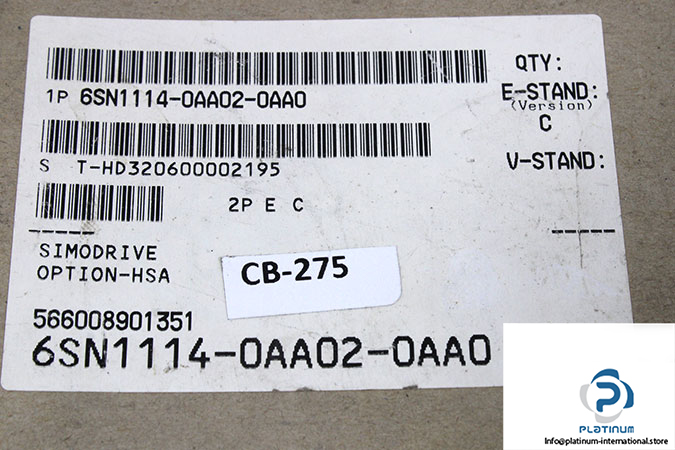 QTY:
1P 6SN1114-0AA02-0AA0
E-STAND:
(Version)
C
S T-HD320600002195
V-STAND:
2P E C
SIMODRIVE
OPTION-HSA
CB-275
566008901351
6SN1114-0AA02-0AA0
PLATINUM
Info@platinum-international.store